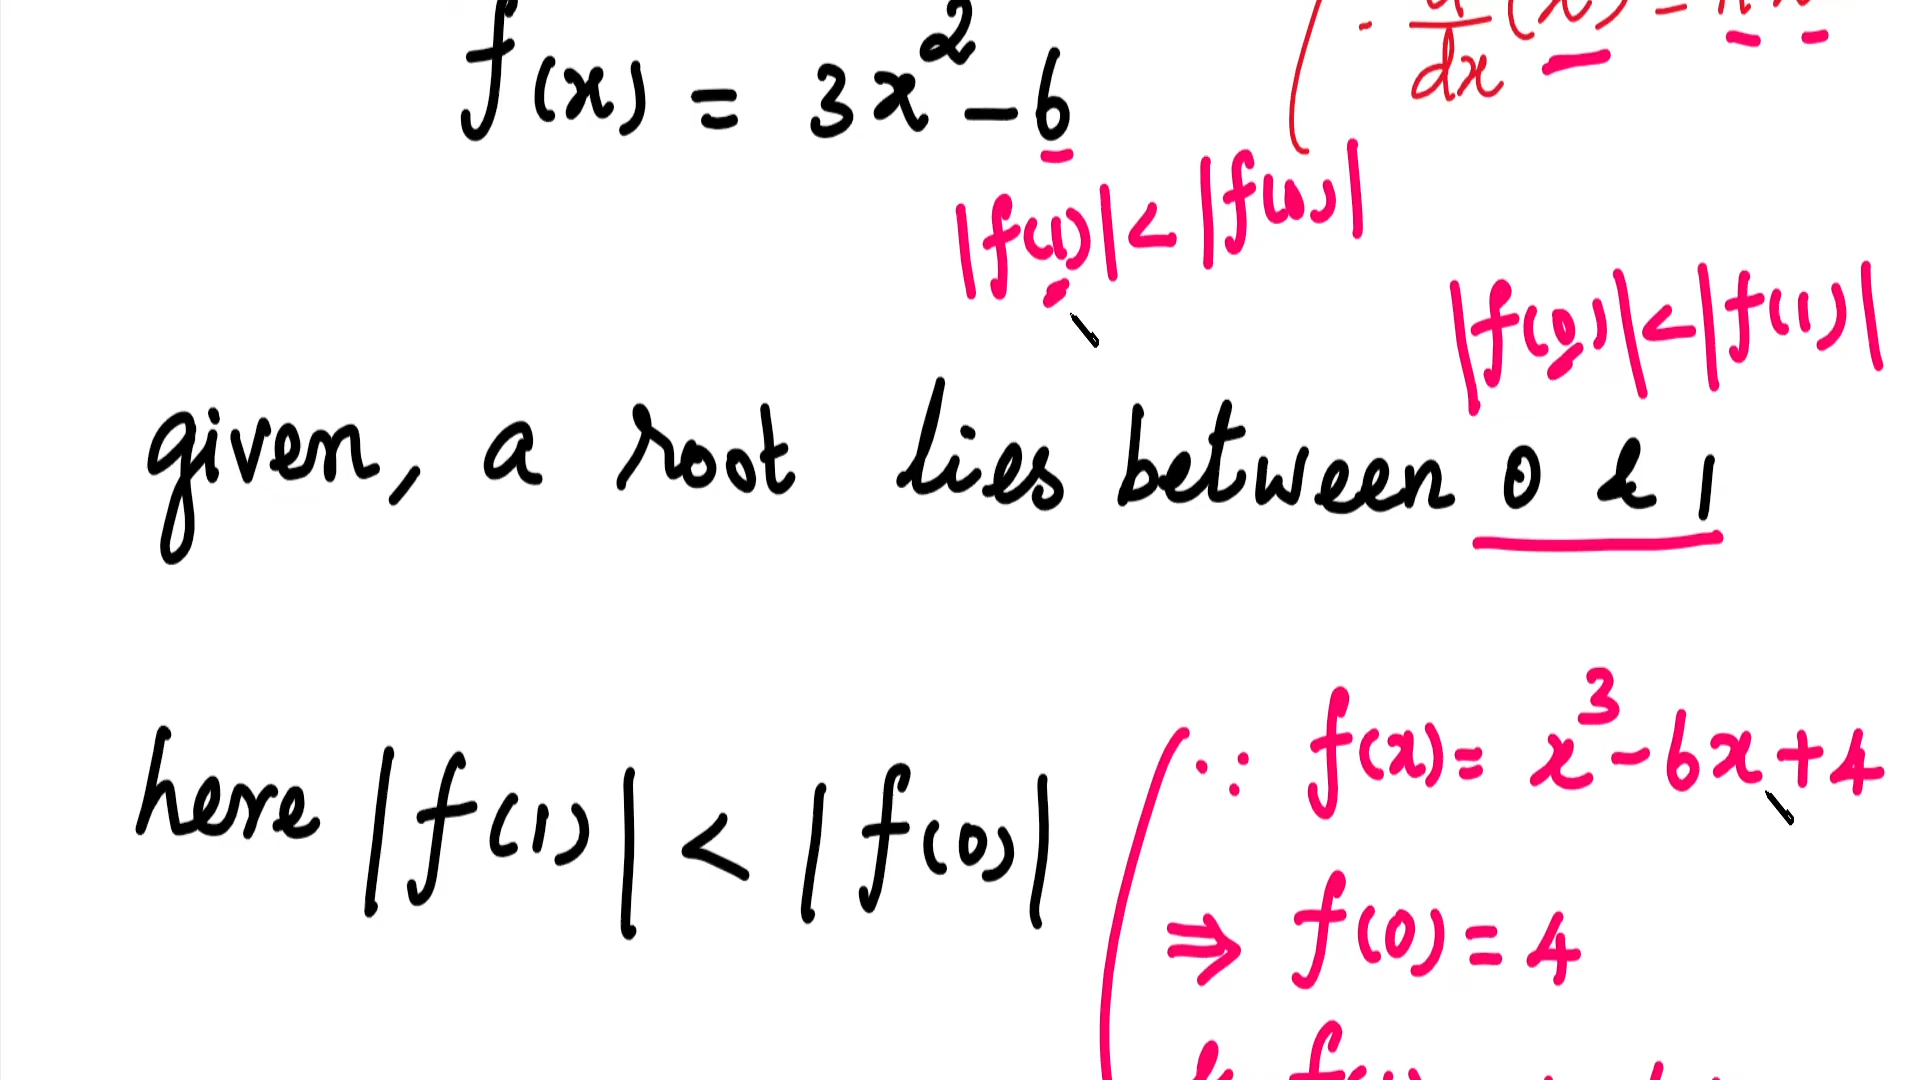 f(x) = 3x² - 6
dx
|f(1)| < |f(0)|
|f(0)| < |f(1)|
given, a root lies between 0 & 1
here |f(1)| < |f(0)|
∵ f(x) = x³ - 6x + 4
⇒ f(0) = 4